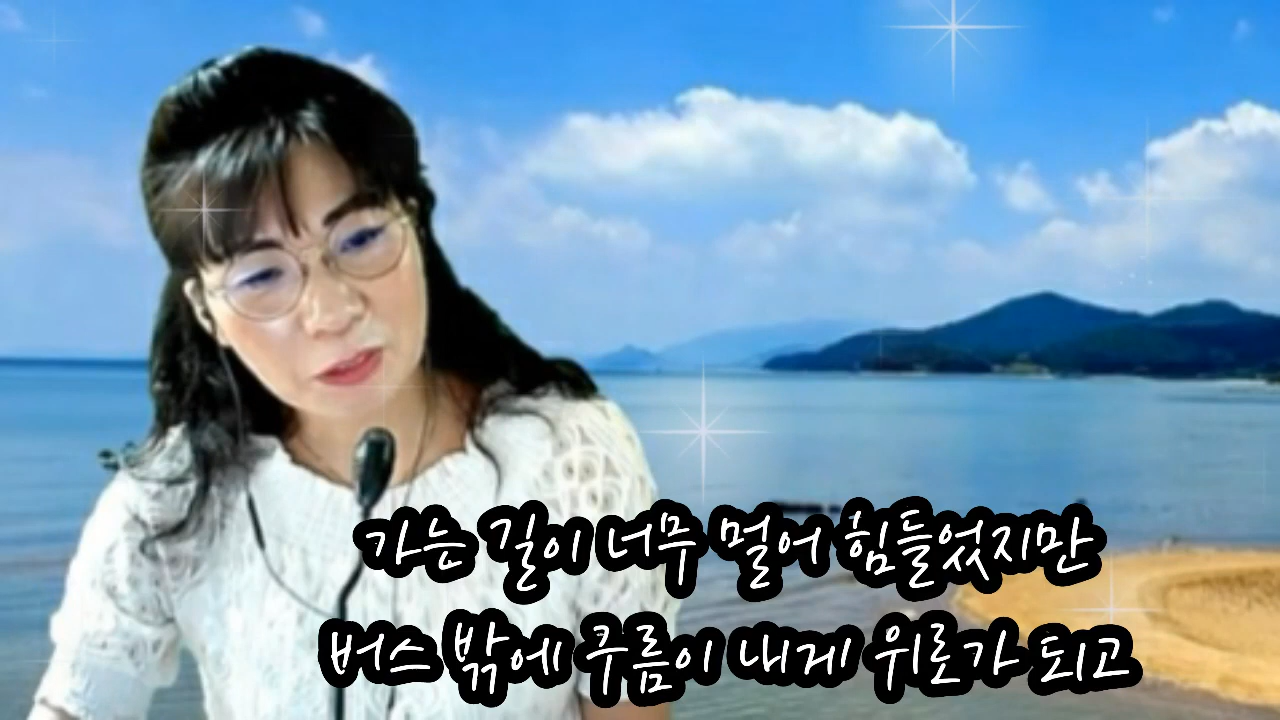 가는 길이 너무 멀어 힘들었지만
버스 밖에 쿠름이 내게 위로가 되고